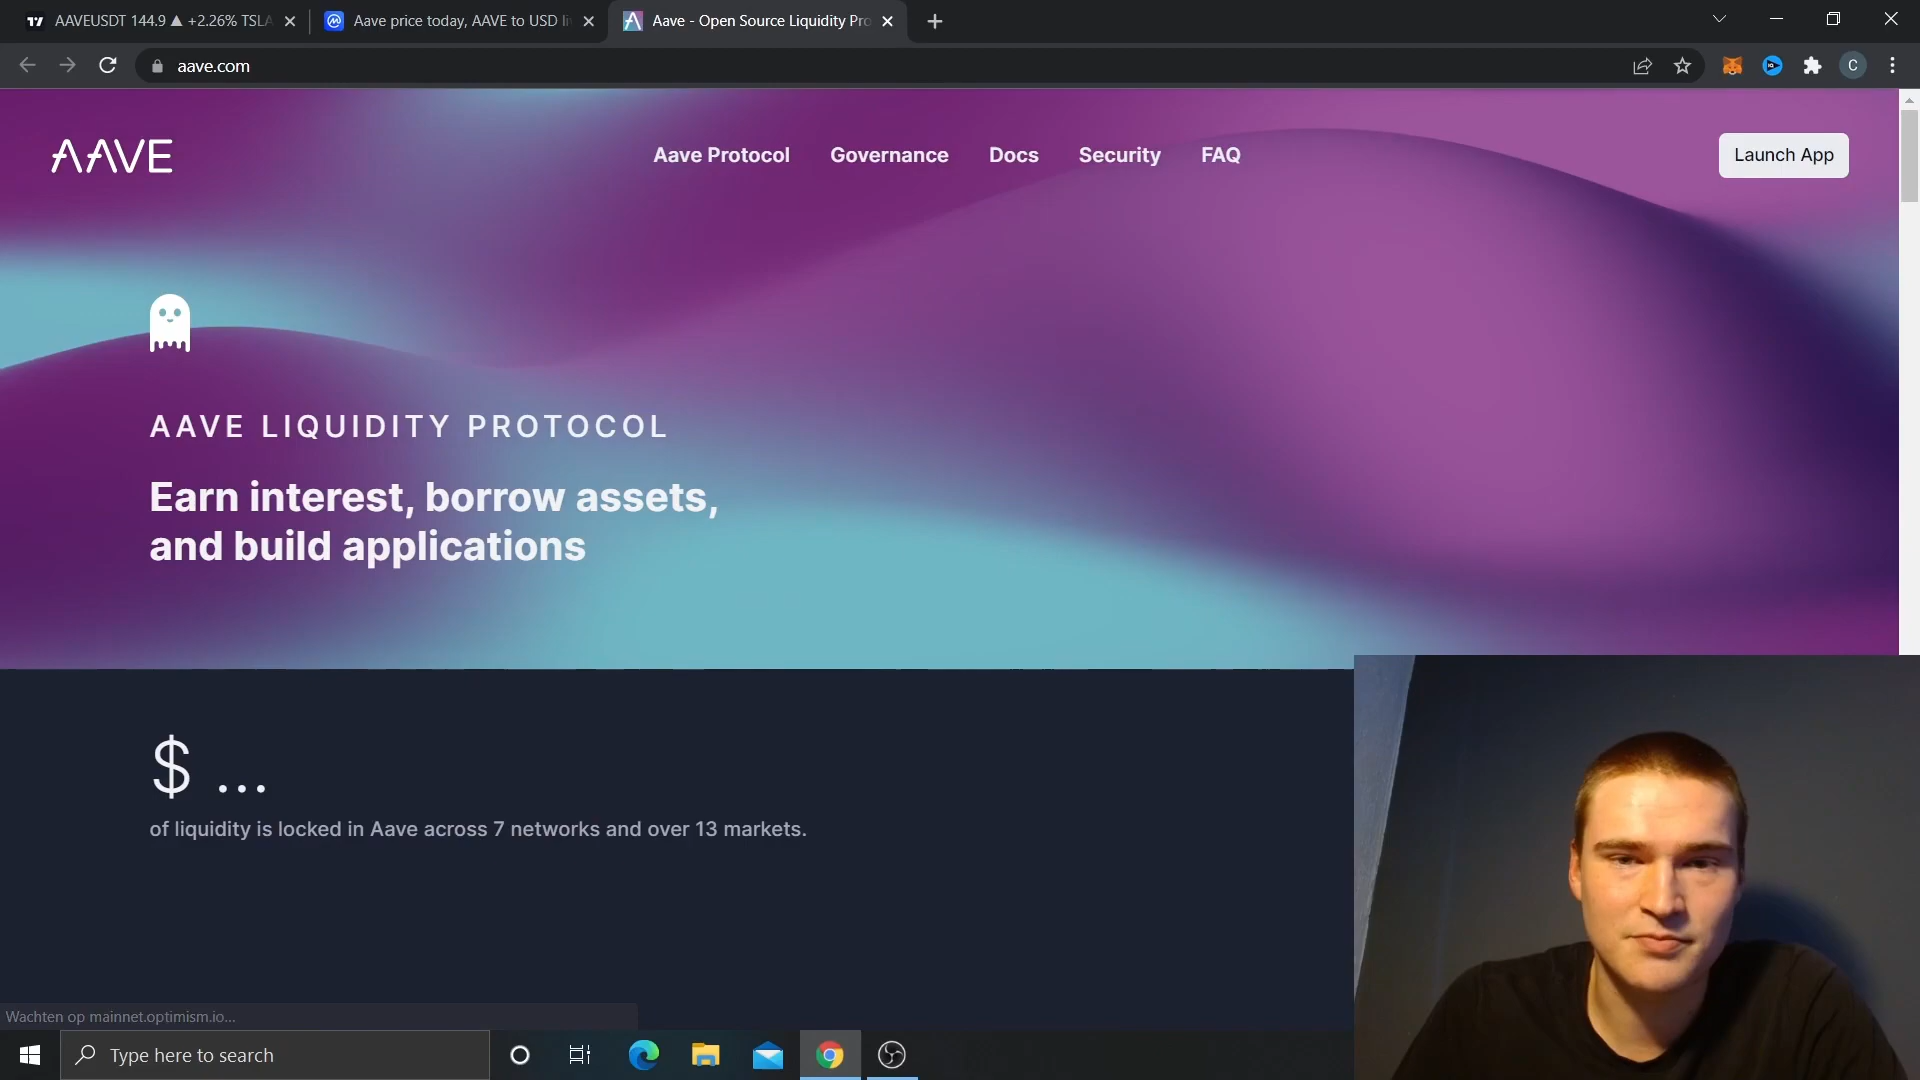 AAVEUSDT 144.9 ▲ +2.26% TSLA
Aave price today, AAVE to USD li
Aave - Open Source Liquidity Pro
aave.com
C
AAVE
Aave Protocol
Governance
Docs
Security
FAQ
Launch App
AAVE LIQUIDITY PROTOCOL
Earn interest, borrow assets,
and build applications
$ ...
of liquidity is locked in Aave across 7 networks and over 13 markets.
Wachten op mainnet.optimism.io...
Type here to search